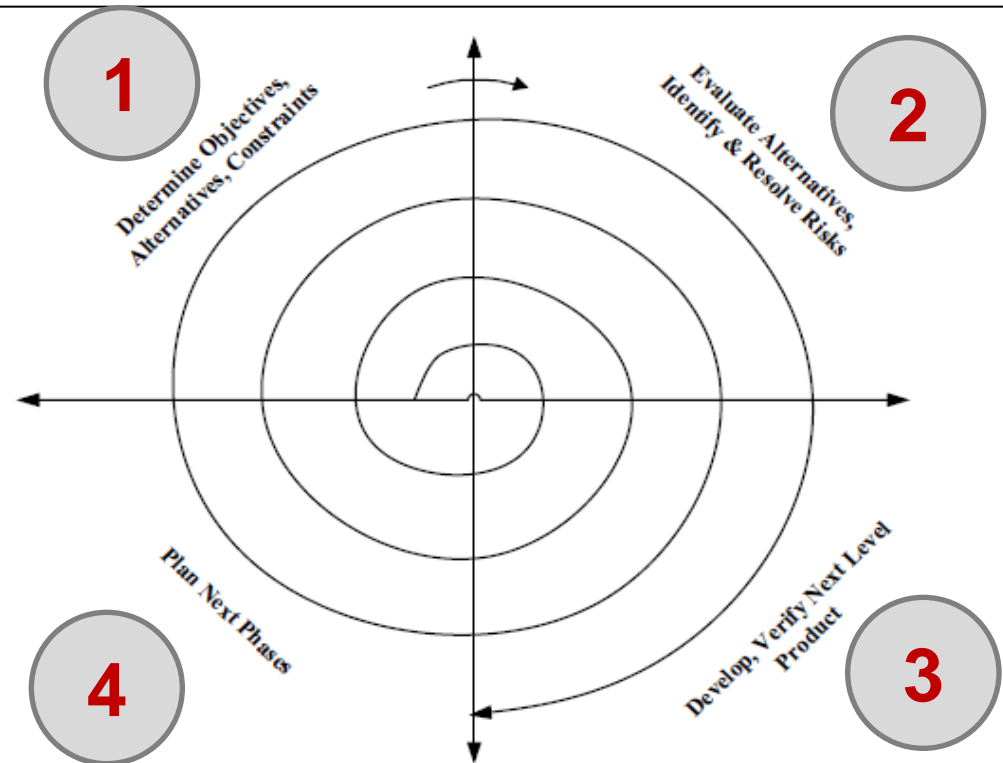 1
Determine Objectives,
Alternatives, Constraints
2
Evaluate Alternatives,
Identify & Resolve Risks
3
Develop, Verify Next Level
Product
4
Plan Next Phases